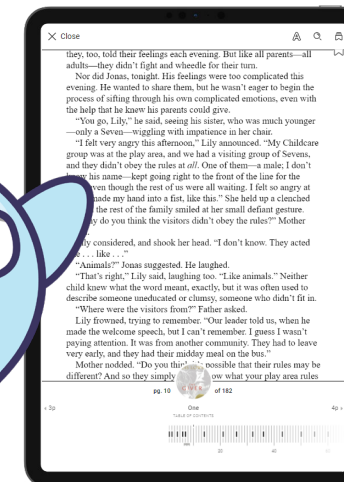 Close
they, too, told their feelings each evening. But like all parents—all
adults—they didn't fight and wheedle for their turn.
Nor did Jonas, tonight. His feelings were too complicated this
evening. He wanted to share them, but he wasn't eager to begin the
process of sifting through his own complicated emotions, even with
the help that he knew his parents could give.
"You go, Lily," he said, seeing his sister, who was much younger
—only a Seven—wiggling with impatience in her chair.
"I felt very angry this afternoon," Lily announced. "My Childcare
group was at the play area, and we had a visiting group of Sevens,
and they didn't obey the rules at all. One of them—a male; I don't
his name—kept going right to the front of the line for the
even though the rest of us were all waiting. I felt so angry at
made my hand into a fist, like this." She held up a clenched
the rest of the family smiled at her small defiant gesture.
do you think the visitors didn't obey the rules?" Mother
considered, and shook her head. "I don't know. They acted
. . . like . . ."
"Animals?" Jonas suggested. He laughed.
"That's right," Lily said, laughing too. "Like animals." Neither
child knew what the word meant, exactly, but it was often used to
describe someone uneducated or clumsy, someone who didn't fit in.
"Where were the visitors from?" Father asked.
Lily frowned, trying to remember. "Our leader told us, when he
made the welcome speech, but I can't remember. I guess I wasn't
paying attention. It was from another community. They had to leave
very early, and they had their midday meal on the bus."
Mother nodded. "Do you think possible that their rules may be
different? And so they simply what your play area rules
pg. 10 of 182
3p One 4p
TABLE OF CONTENTS
20 40